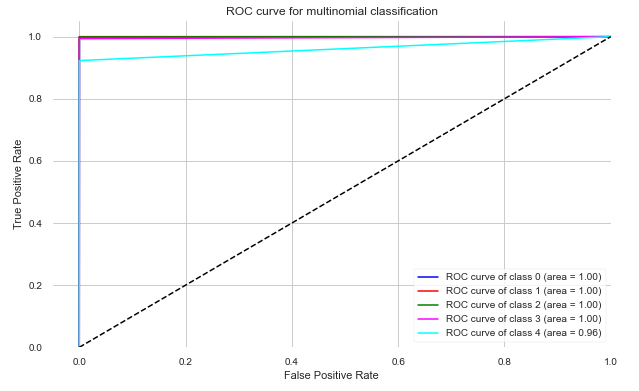 ROC curve for multinomial classification
True Positive Rate
1.0
0.8
0.6
0.4
0.2
0.0
ROC curve of class 0 (area = 1.00)
ROC curve of class 1 (area = 1.00)
ROC curve of class 2 (area = 1.00)
ROC curve of class 3 (area = 1.00)
ROC curve of class 4 (area = 0.96)
0.0 0.2 0.4 0.6 0.8 1.0
False Positive Rate